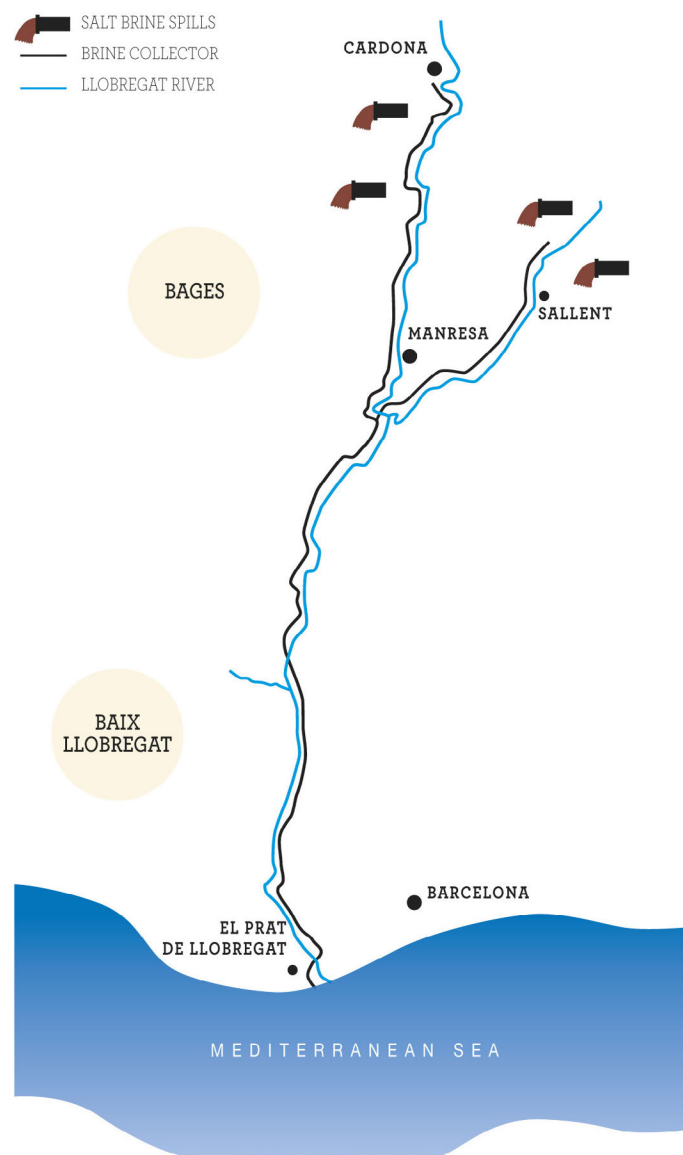 SALT BRINE SPILLS
BRINE COLLECTOR
LLOBREGAT RIVER
CARDONA
BAGES
SALLENT
MANRESA
BAIX
LLOBREGAT
BARCELONA
EL PRAT
DE LLOBREGAT
MEDITERRANEAN SEA